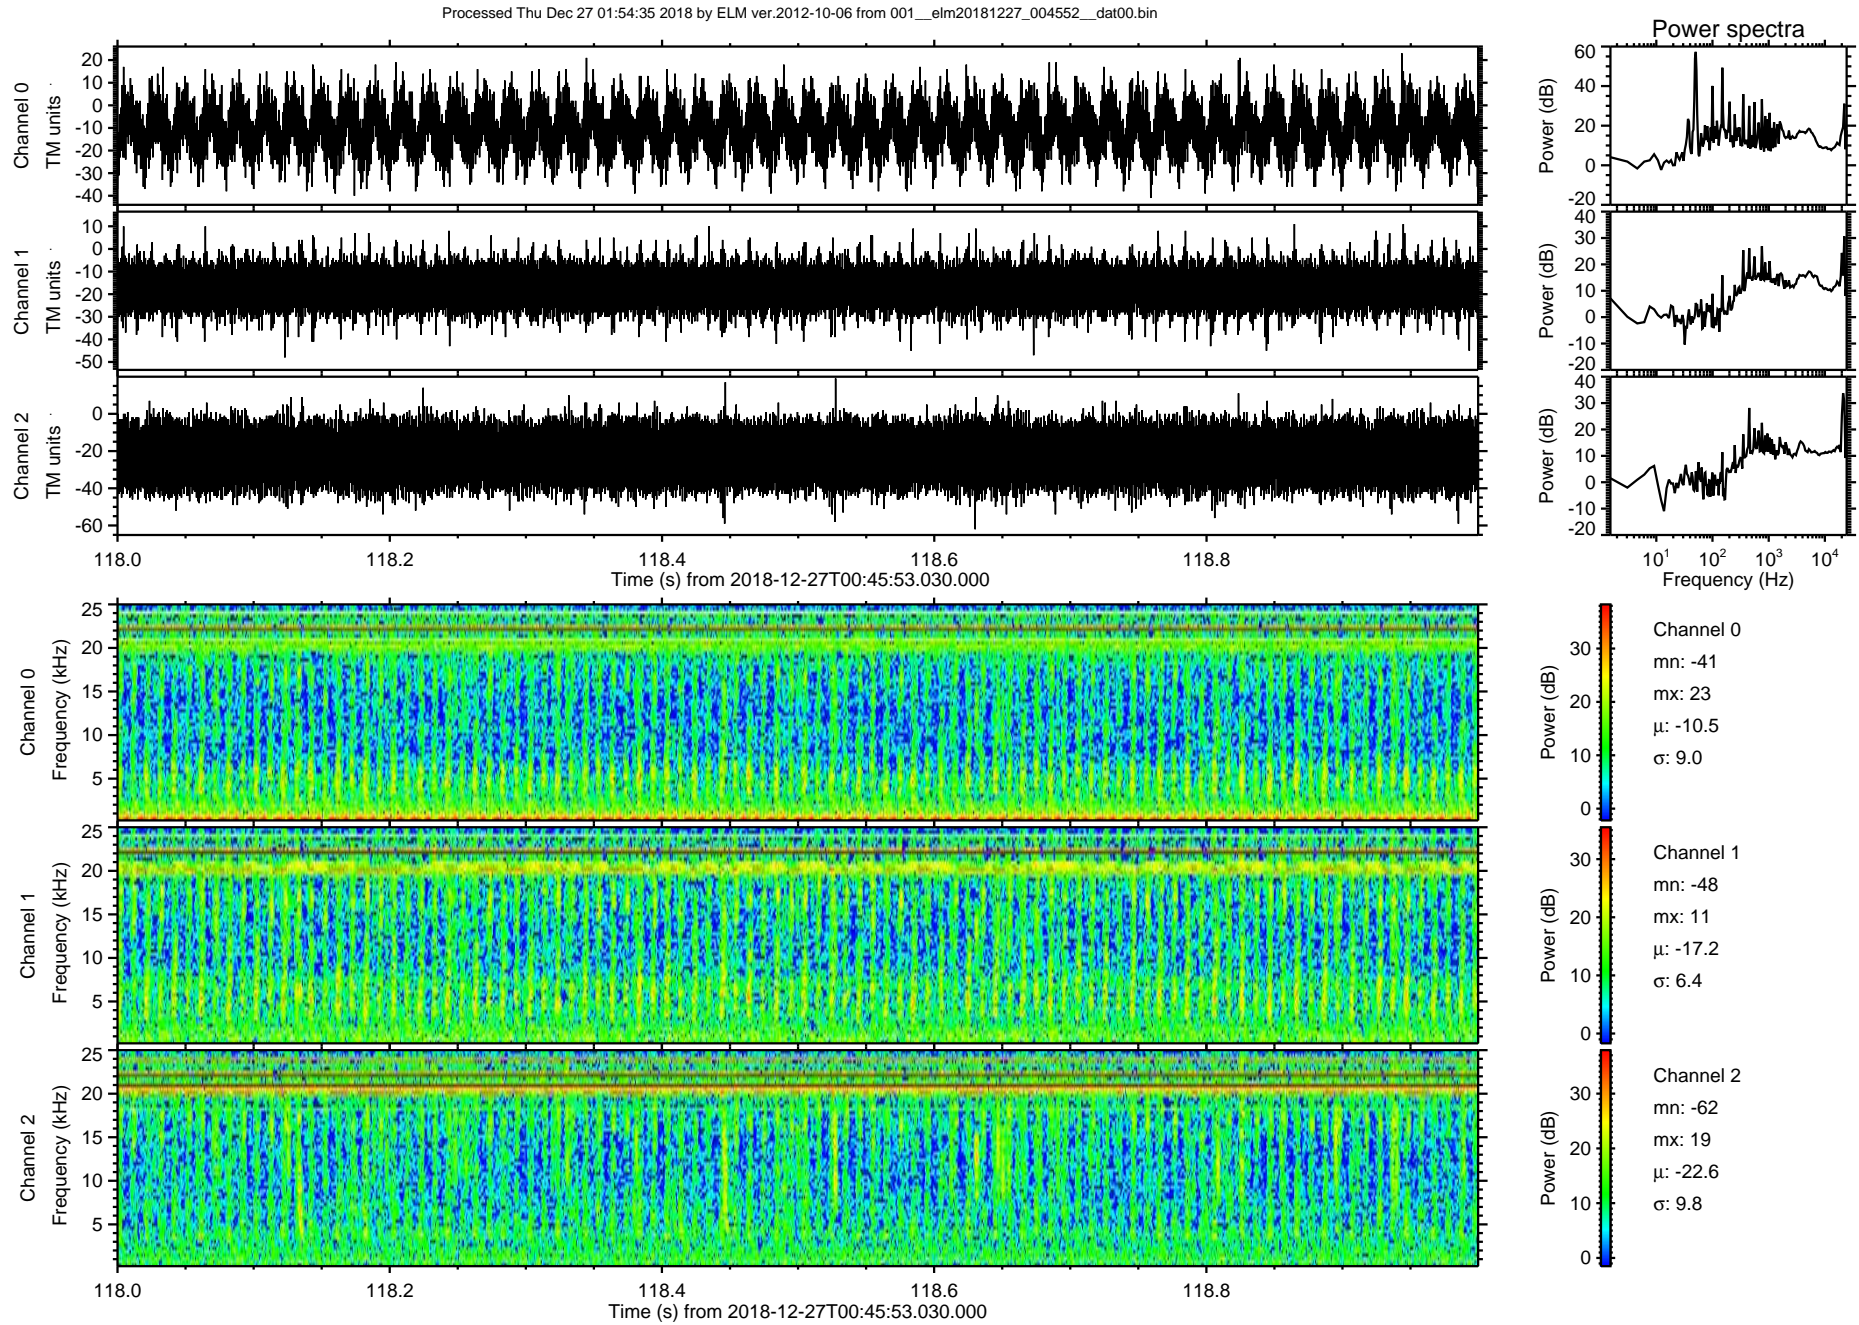 Processed Thu Dec 27 01:54:35 2018 by ELM ver.2012-10-06 from 001__elm20181227_004552__dat00.bin
Power spectra
Channel 0
TM units
20
10
0
-10
-20
-30
-40
Power (dB)
60
40
20
0
-20
Channel 1
TM units
10
0
-10
-20
-30
-40
-50
Power (dB)
40
30
20
10
0
-10
-20
Channel 2
TM units
0
-20
-40
-60
Power (dB)
40
30
20
10
0
-10
-20
118.0 118.2 118.4 118.6 118.8
Time (s) from 2018-12-27T00:45:53.030.000
10¹ 10² 10³ 10⁴
Frequency (Hz)
Channel 0
Frequency (kHz)
25
20
15
10
5
Power (dB)
30
20
10
0
Channel 0
mn: -41
mx: 23
μ: -10.5
σ: 9.0
Channel 1
Frequency (kHz)
25
20
15
10
5
Power (dB)
30
20
10
0
Channel 1
mn: -48
mx: 11
μ: -17.2
σ: 6.4
Channel 2
Frequency (kHz)
25
20
15
10
5
Power (dB)
30
20
10
0
Channel 2
mn: -62
mx: 19
μ: -22.6
σ: 9.8
118.0 118.2 118.4 118.6 118.8
Time (s) from 2018-12-27T00:45:53.030.000